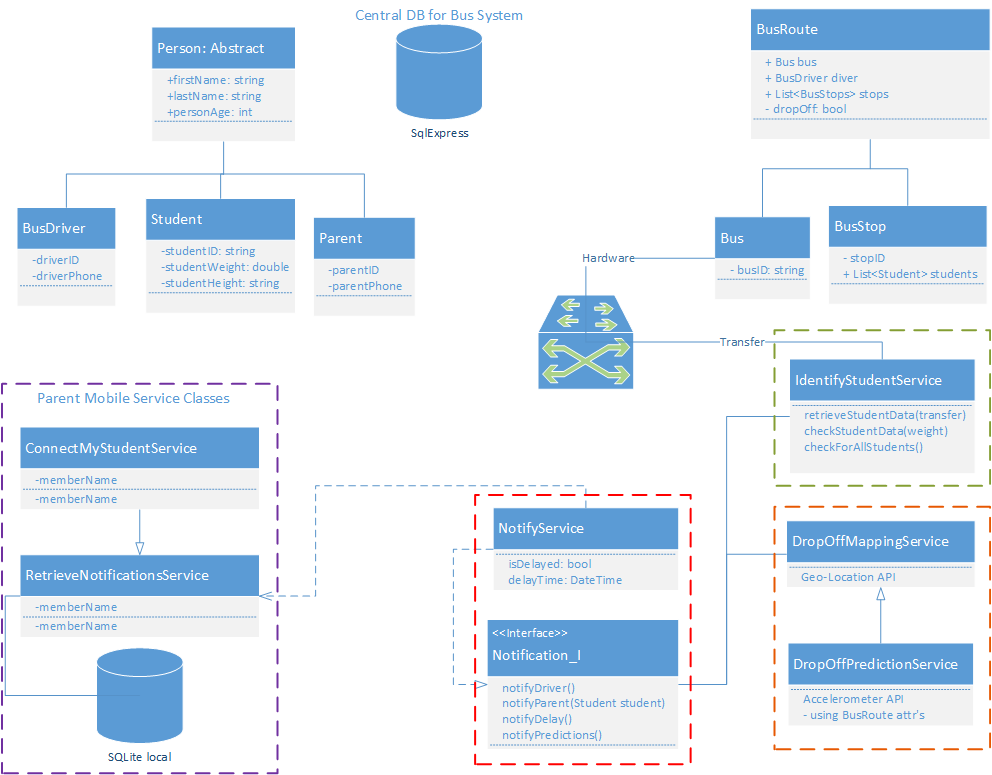 Central DB for Bus System
SqlExpress
Person: Abstract
+firstName: string
+lastName: string
+personAge: int
BusDriver
-driverID
-driverPhone
Student
-studentID: string
-studentWeight: double
-studentHeight: string
Parent
-parentID
-parentPhone
BusRoute
+ Bus bus
+ BusDriver diver
+ List<BusStops> stops
- dropOff: bool
Bus
- busID: string
BusStop
- stopID
+ List<Student> students
Hardware
Transfer
IdentifyStudentService
retrieveStudentData(transfer)
checkStudentData(weight)
checkForAllStudents()
Parent Mobile Service Classes
ConnectMyStudentService
-memberName
-memberName
RetrieveNotificationsService
-memberName
-memberName
SQLite local
NotifyService
isDelayed: bool
delayTime: DateTime
<<Interface>>
Notification_I
notifyDriver()
notifyParent(Student student)
notifyDelay()
notifyPredictions()
DropOffMappingService
Geo-Location API
DropOffPredictionService
Accelerometer API
- using BusRoute attr's